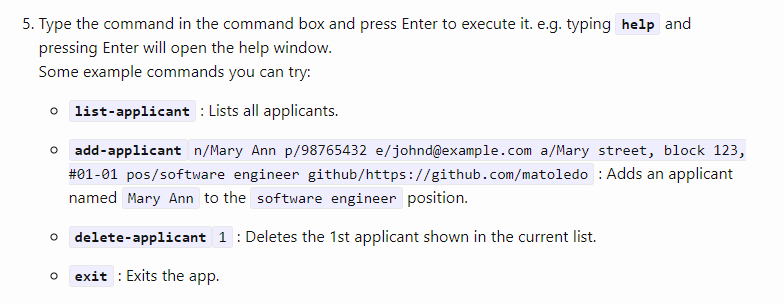 5. Type the command in the command box and press Enter to execute it. e.g. typing help and
pressing Enter will open the help window.
Some example commands you can try:
list-applicant : Lists all applicants.
add-applicant n/Mary Ann p/98765432 e/johnd@example.com a/Mary street, block 123,
#01-01 pos/software engineer github/https://github.com/matoledo : Adds an applicant
named Mary Ann to the software engineer position.
delete-applicant 1 : Deletes the 1st applicant shown in the current list.
exit : Exits the app.